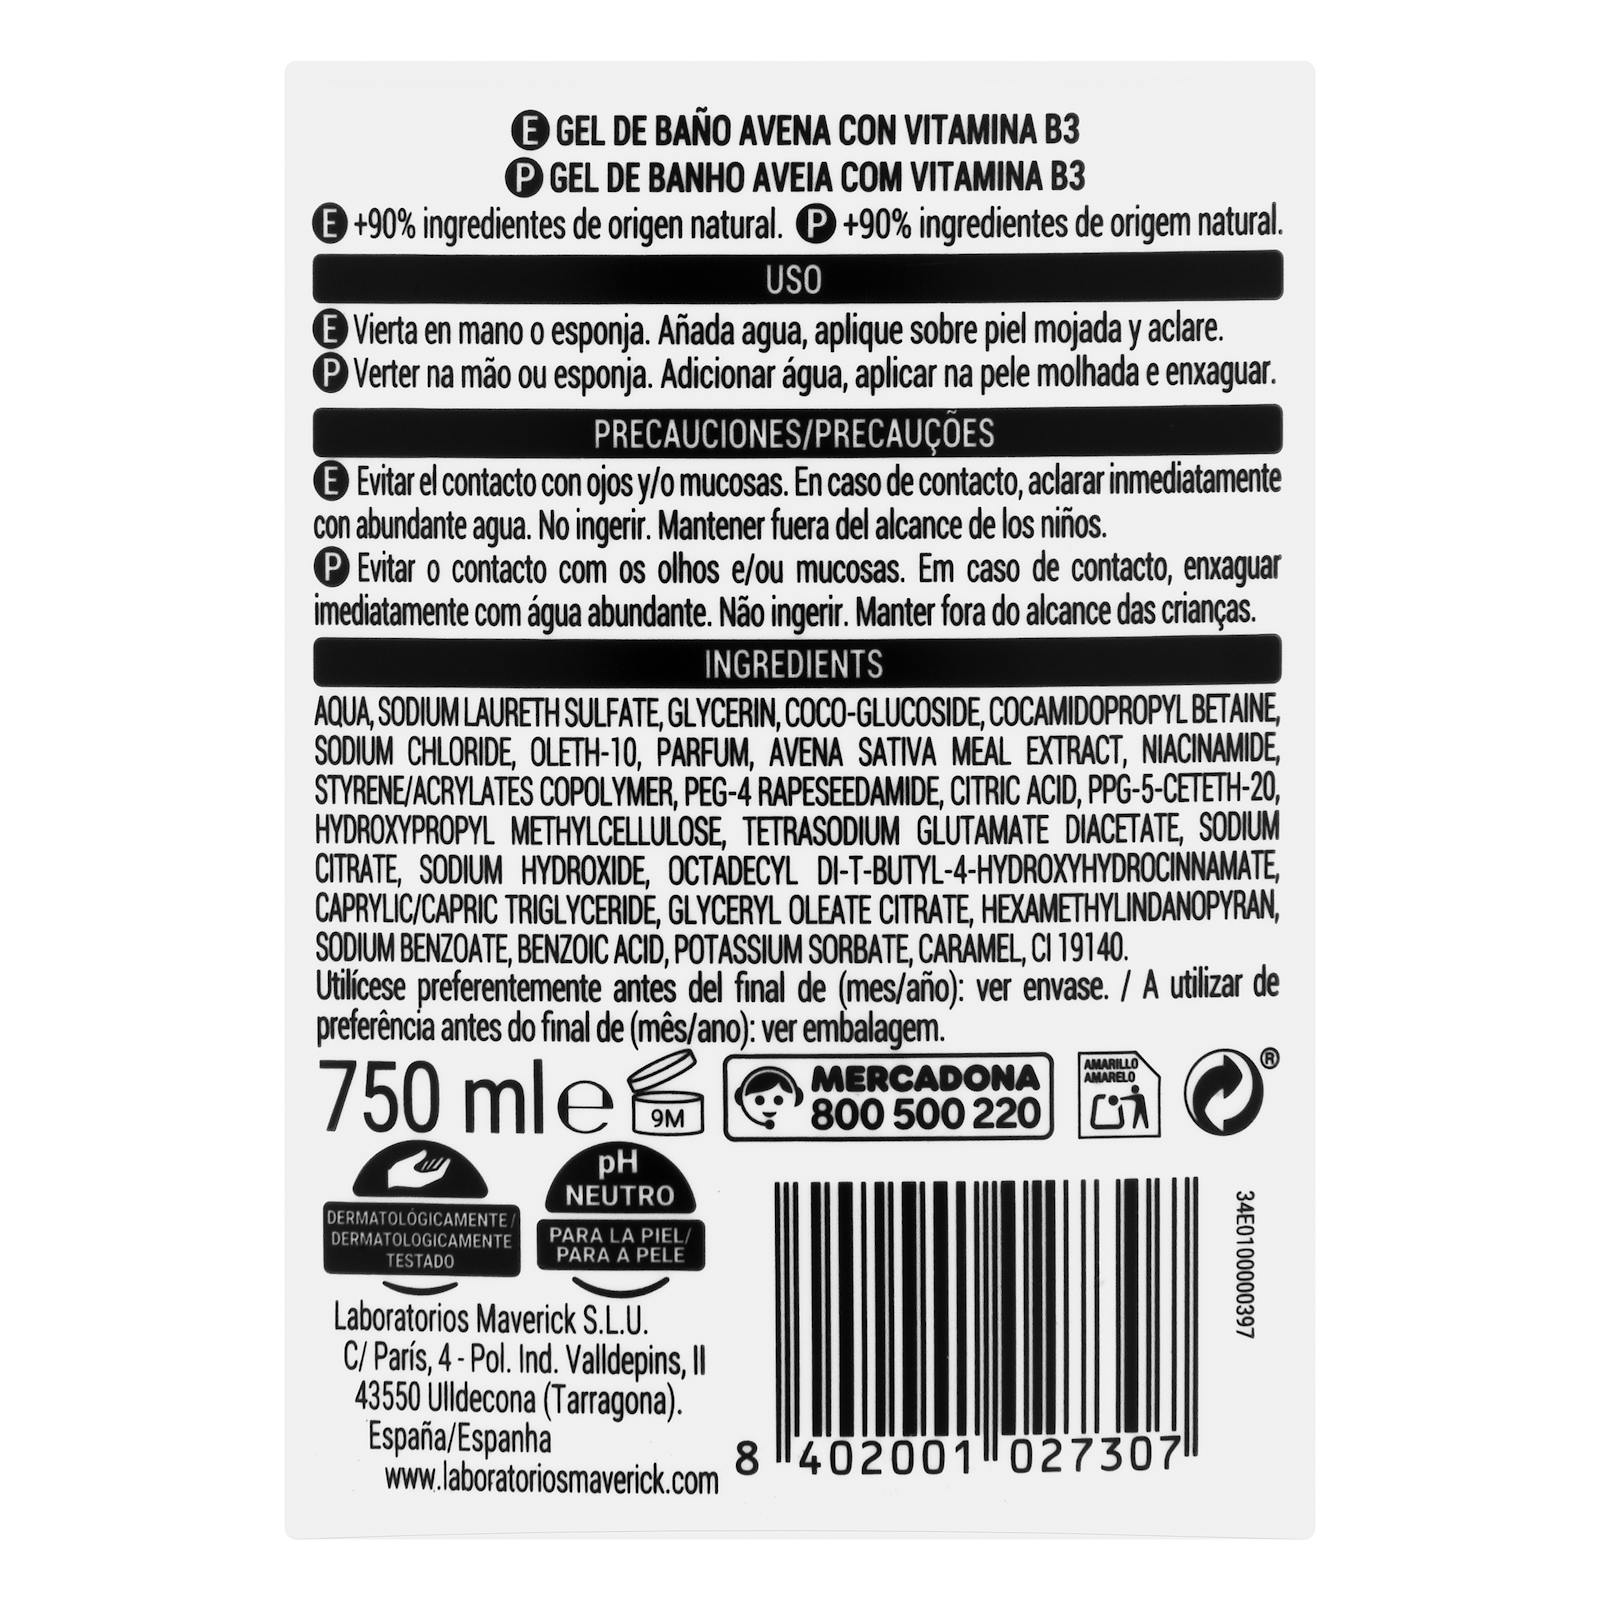 E GEL DE BAÑO AVENA CON VITAMINA B3
P GEL DE BANHO AVEIA COM VITAMINA B3
E +90% ingredientes de origen natural. P +90% ingredientes de origem natural.
USO
E Vierta en mano o esponja. Añada agua, aplique sobre piel mojada y aclare.
P Verter na mão ou esponja. Adicionar água, aplicar na pele molhada e enxaguar.
PRECAUCIONES/PRECAUÇÕES
E Evitar el contacto con ojos y/o mucosas. En caso de contacto, aclarar inmediatamente
con abundante agua. No ingerir. Mantener fuera del alcance de los niños.
P Evitar o contacto com os olhos e/ou mucosas. Em caso de contacto, enxaguar
imediatamente com água abundante. Não ingerir. Manter fora do alcance das crianças.
INGREDIENTS
AQUA, SODIUM LAURETH SULFATE, GLYCERIN, COCO-GLUCOSIDE, COCAMIDOPROPYL BETAINE,
SODIUM CHLORIDE, OLETH-10, PARFUM, AVENA SATIVA MEAL EXTRACT, NIACINAMIDE,
STYRENE/ACRYLATES COPOLYMER, PEG-4 RAPESEEDAMIDE, CITRIC ACID, PPG-5-CETETH-20,
HYDROXYPROPYL METHYLCELLULOSE, TETRASODIUM GLUTAMATE DIACETATE, SODIUM
CITRATE, SODIUM HYDROXIDE, OCTADECYL DI-T-BUTYL-4-HYDROXYHYDROCINNAMATE,
CAPRYLIC/CAPRIC TRIGLYCERIDE, GLYCERYL OLEATE CITRATE, HEXAMETHYLINDANOPYRAN,
SODIUM BENZOATE, BENZOIC ACID, POTASSIUM SORBATE, CARAMEL, CI 19140.
Utilícese preferentemente antes del final de (mes/año): ver envase. / A utilizar de
preferência antes do final de (mês/ano): ver embalagem.
750 ml e 9M
MERCADONA
800 500 220
AMARILLO
AMARELO
®
DERMATOLÓGICAMENTE/
DERMATOLOGICAMENTE
TESTADO
pH
NEUTRO
PARA LA PIEL/
PARA A PELE
Laboratorios Maverick S.L.U.
C/ París, 4 - Pol. Ind. Valldepins, II
43550 Ulldecona (Tarragona).
España/Espanha
www.laboratoriosmaverick.com
8 402001 027307
34E010000397